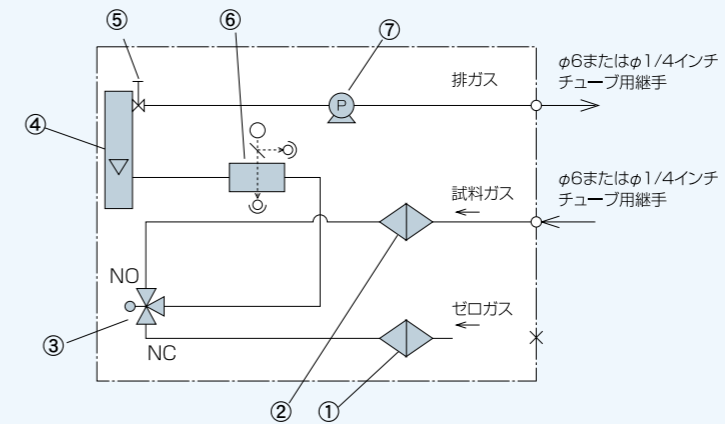 ⑤
⑥
⑦
④
P
排ガス
φ6またはφ1/4インチ
チューブ用継手
試料ガス
φ6またはφ1/4インチ
チューブ用継手
NO
③
NC
ゼロガス
②
①